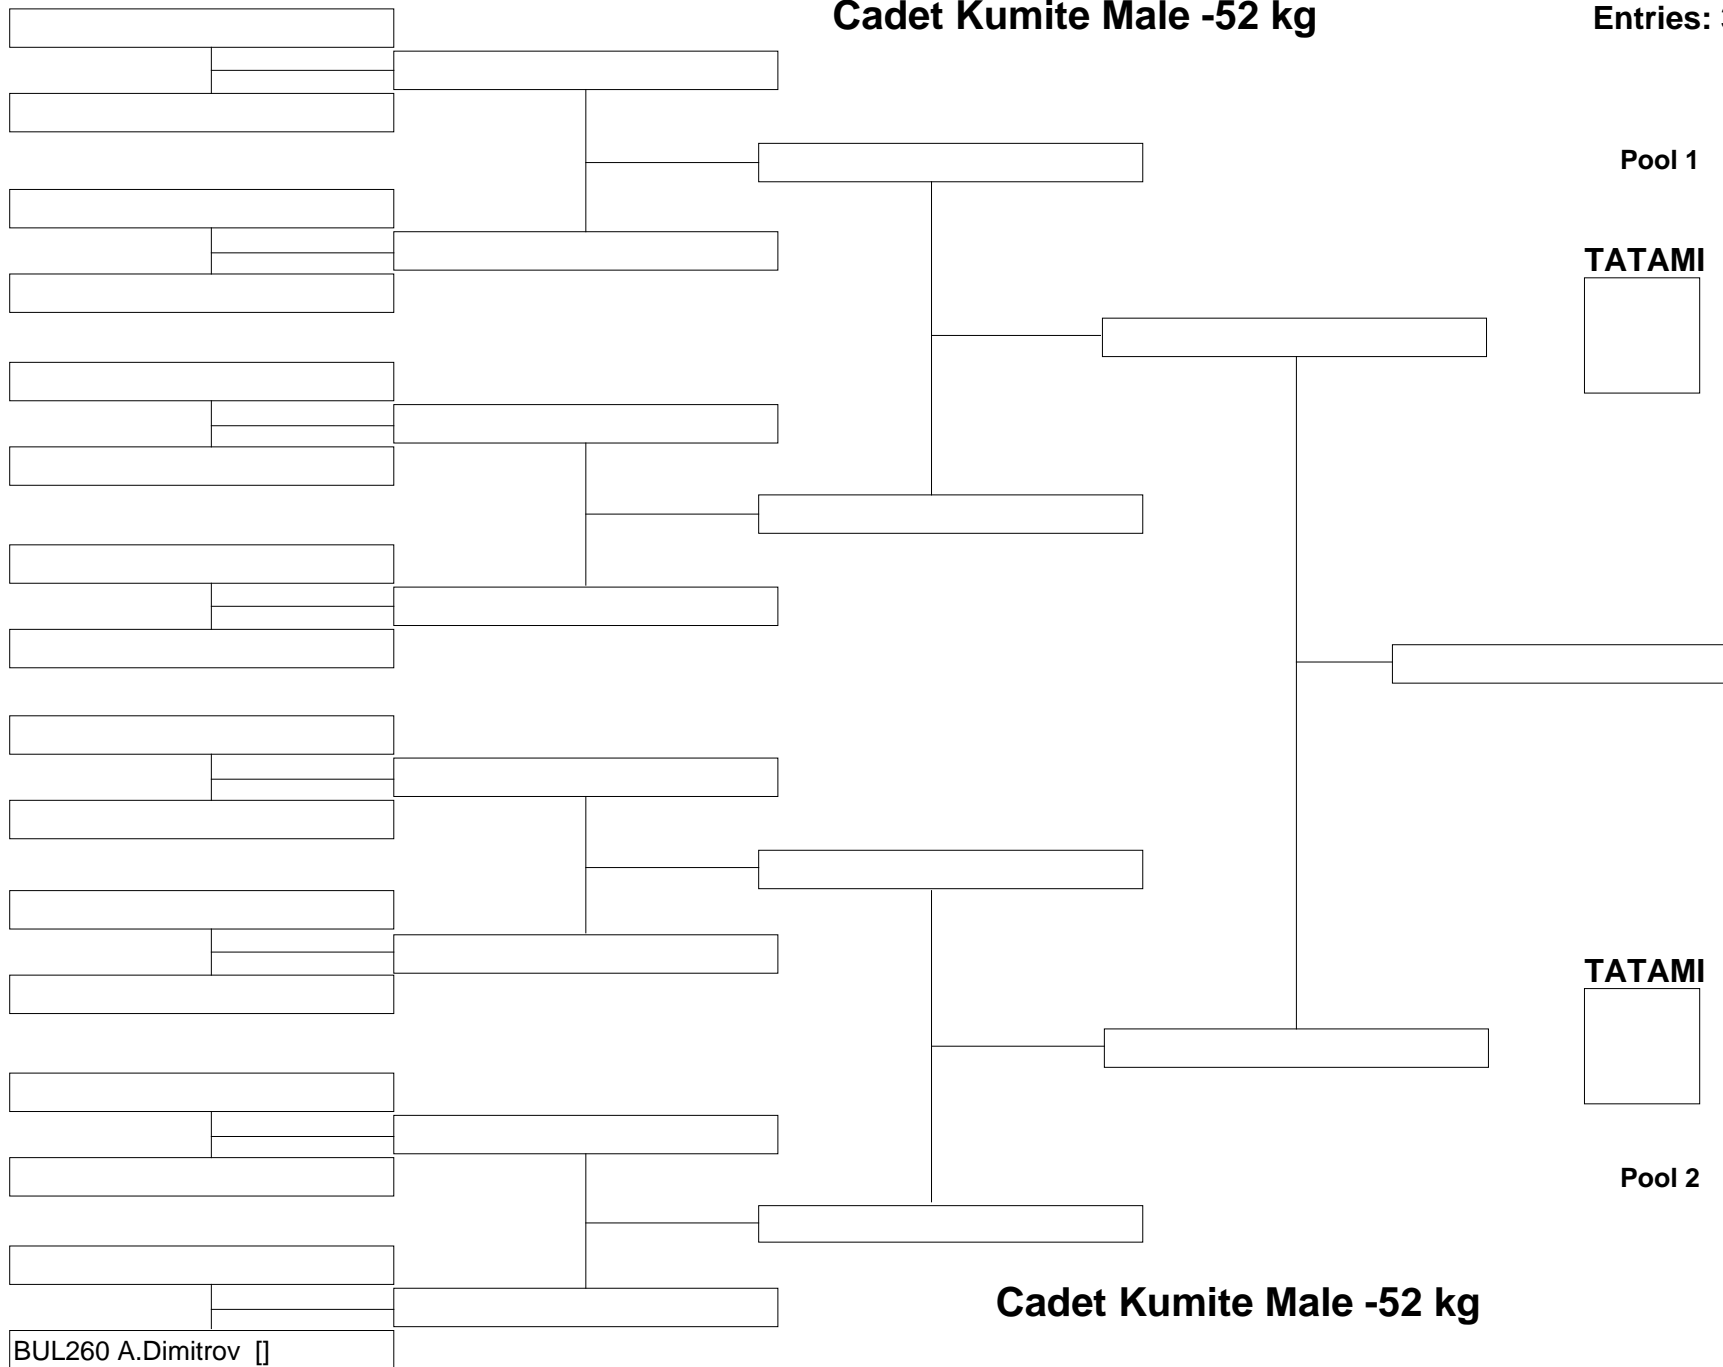 Cadet Kumite Male -52 kg
Entries:
Pool 1
TATAMI
TATAMI
Pool 2
Cadet Kumite Male -52 kg
BUL260 A.Dimitrov []